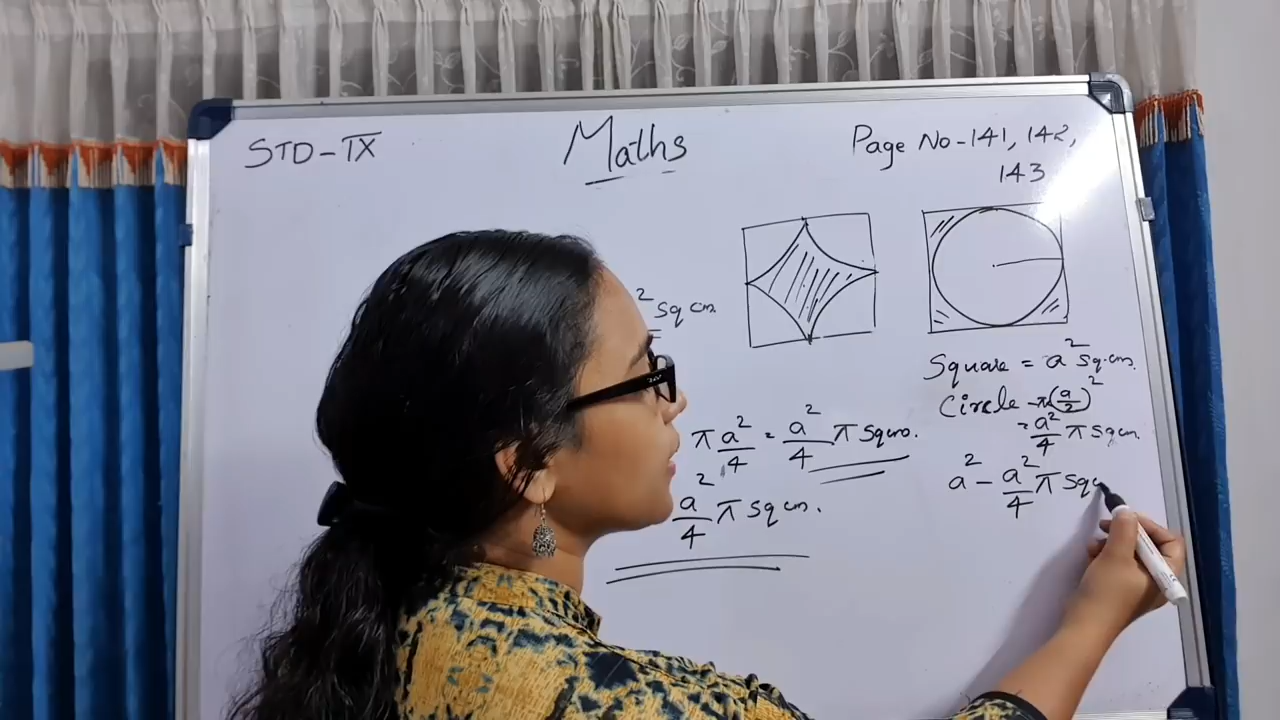 STD-IX
Maths
Page No-141, 142,
143
² sq cm
π a²/4 = a²/4 π sq cm.
a²/4 π sq cm.
Square = a² sq.cm.
Circle = π(a/2)²
= a²/4 π sq cm
a² - a²/4 π sq c